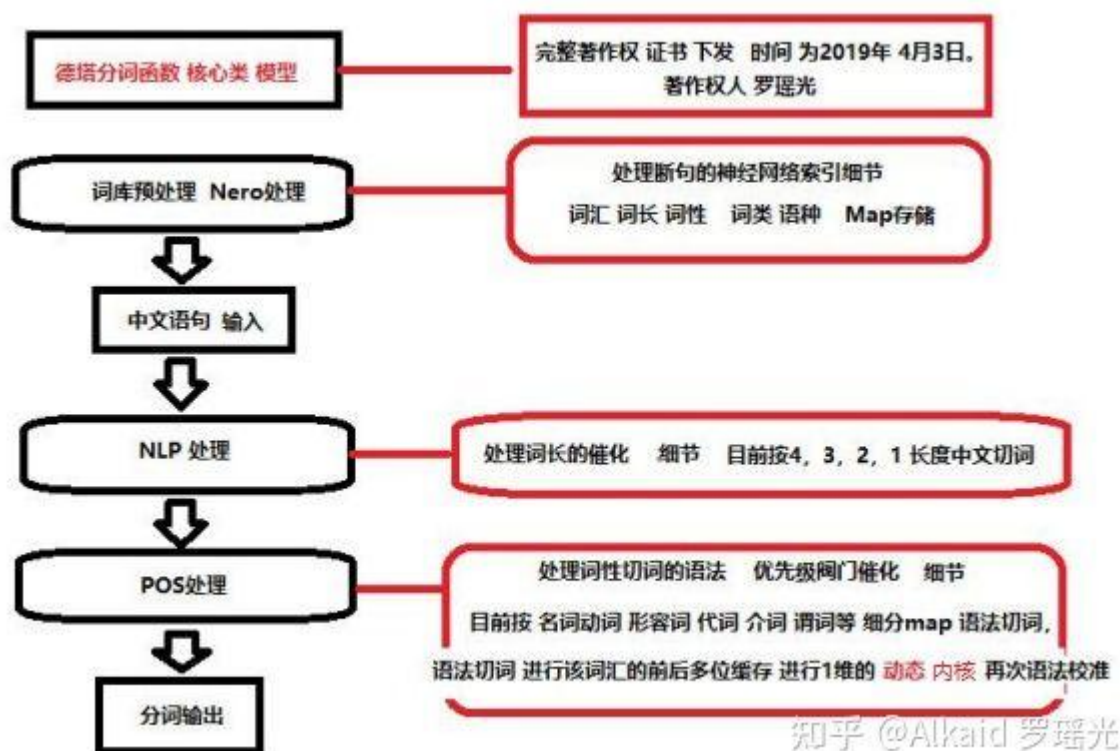 德塔分词函数 核心类 模型
完整著作权 证书 下发 时间 为2019年 4月3日。
著作权人 罗瑶光
词库预处理 Nero处理
处理断句的神经网络索引细节
词汇 词长 词性 词类 语种 Map存储
中文语句 输入
NLP 处理
处理词长的催化 细节 目前按4, 3, 2, 1 长度中文切词
POS处理
处理词性切词的语法 优先级阀门催化 细节
目前按 名词动词 形容词 代词 介词 谓词等 细分map 语法切词,
语法切词 进行该词汇的前后多位缓存 进行1维的 动态 内核 再次语法校准
分词输出
知乎 @Alkaid 罗瑶光